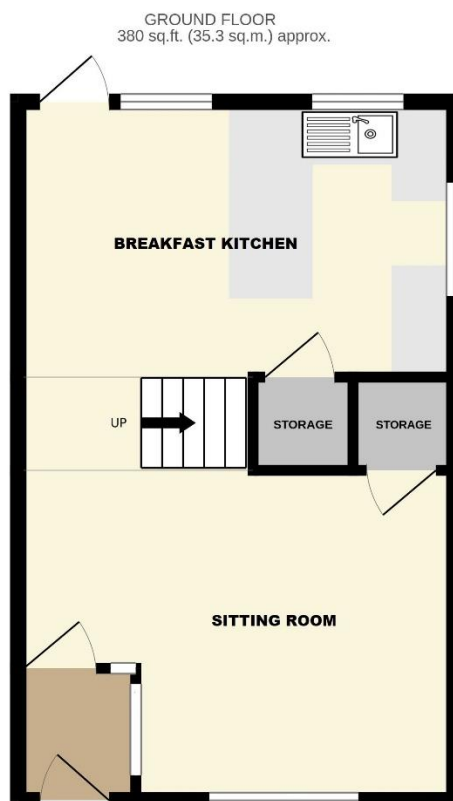 GROUND FLOOR
380 sq.ft. (35.3 sq.m.) approx.
BREAKFAST KITCHEN
UP
STORAGE
STORAGE
SITTING ROOM